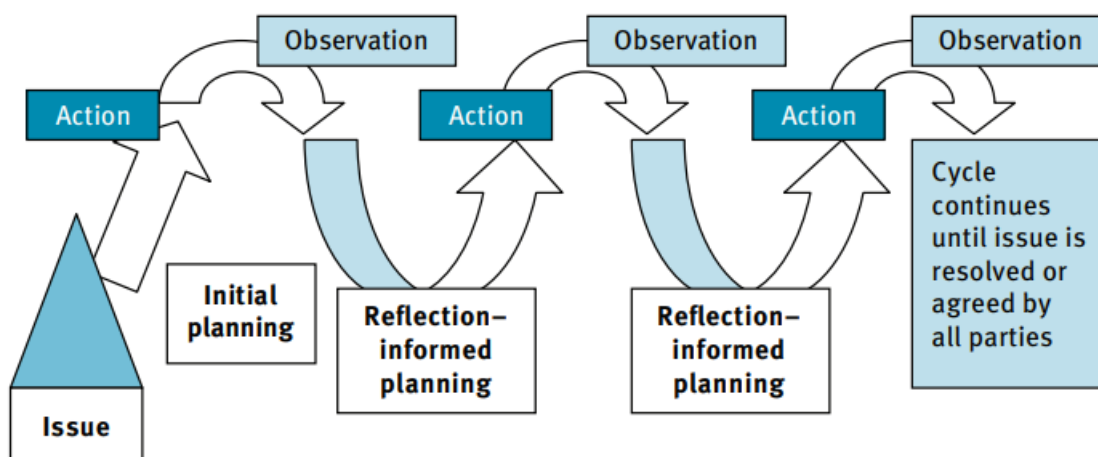 Observation
Observation
Observation
Action
Action
Action
Cycle
continues
until issue is
resolved or
agreed by
all parties
Initial
planning
Reflection–
informed
planning
Reflection–
informed
planning
Issue